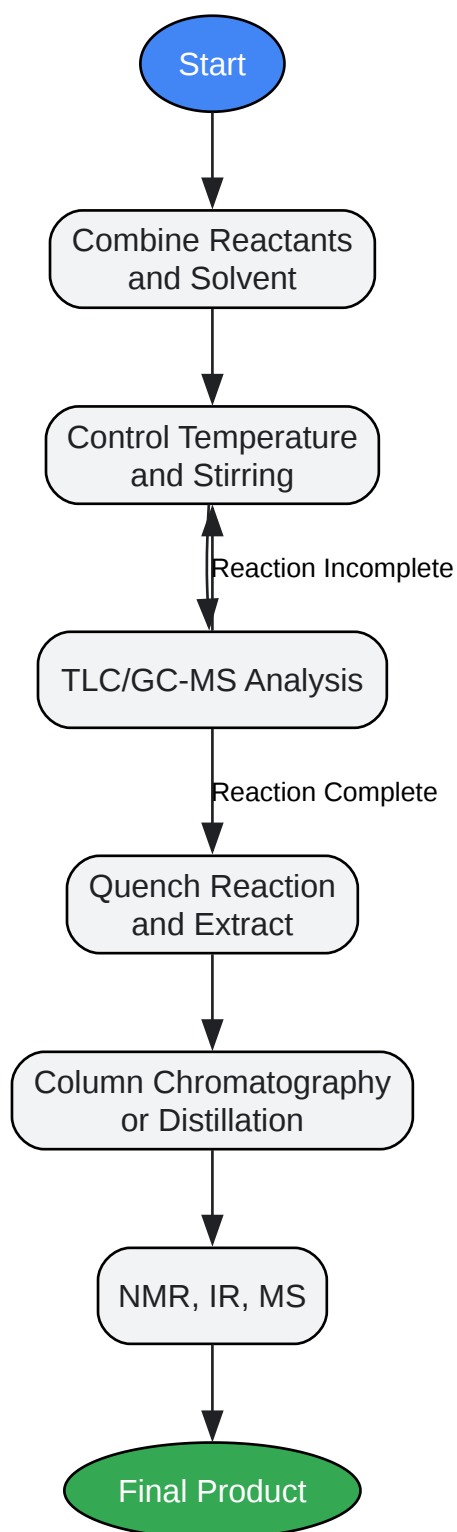 Start
Combine Reactants
and Solvent
Control Temperature
and Stirring
Reaction Incomplete
TLC/GC-MS Analysis
Reaction Complete
Quench Reaction
and Extract
Column Chromatography
or Distillation
NMR, IR, MS
Final Product